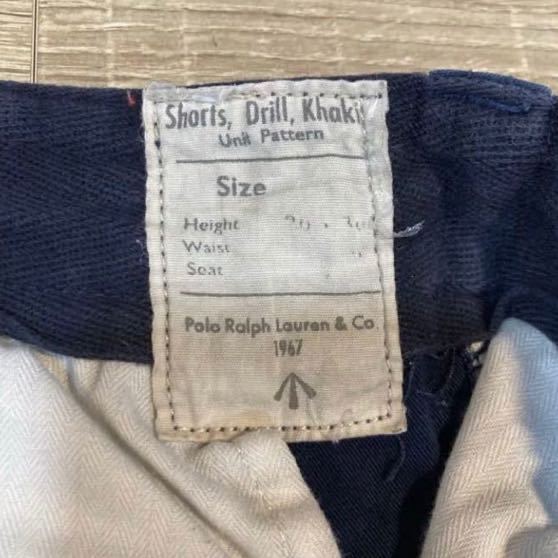 Shorts, Drill, Khaki
Unit Pattern
Size
Height
Waist
Seat
Polo Ralph Lauren & Co.
1967